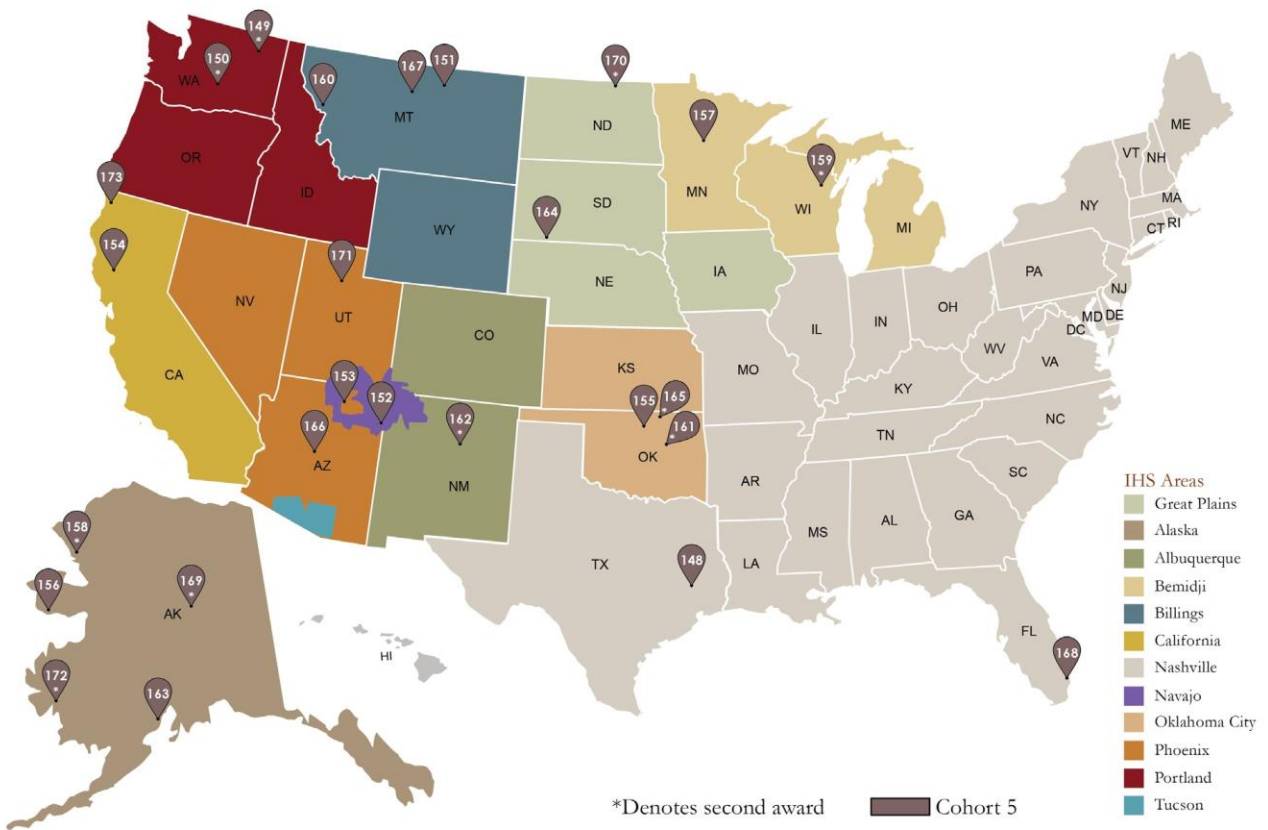 149
*
150
*
WA
160
167
151
170
*
157
MT
ND
ME
VT
NH
OR
159
*
173
ID
MN
WI
NY
MA
CT
RI
164
SD
WY
MI
154
171
IA
PA
NE
NJ
NV
UT
CO
IL
IN
OH
MD
DE
DC
WV
VA
CA
KS
MO
KY
153
152
155
165
*
162
*
161
*
166
NC
TN
AZ
OK
NM
AR
SC
MS
AL
GA
158
*
156
169
*
AK
148
TX
LA
HI
FL
168
172
*
163
IHS Areas
Great Plains
Alaska
Albuquerque
Bemidji
Billings
California
Nashville
Navajo
Oklahoma City
Phoenix
Portland
Tucson
*Denotes second award
Cohort 5